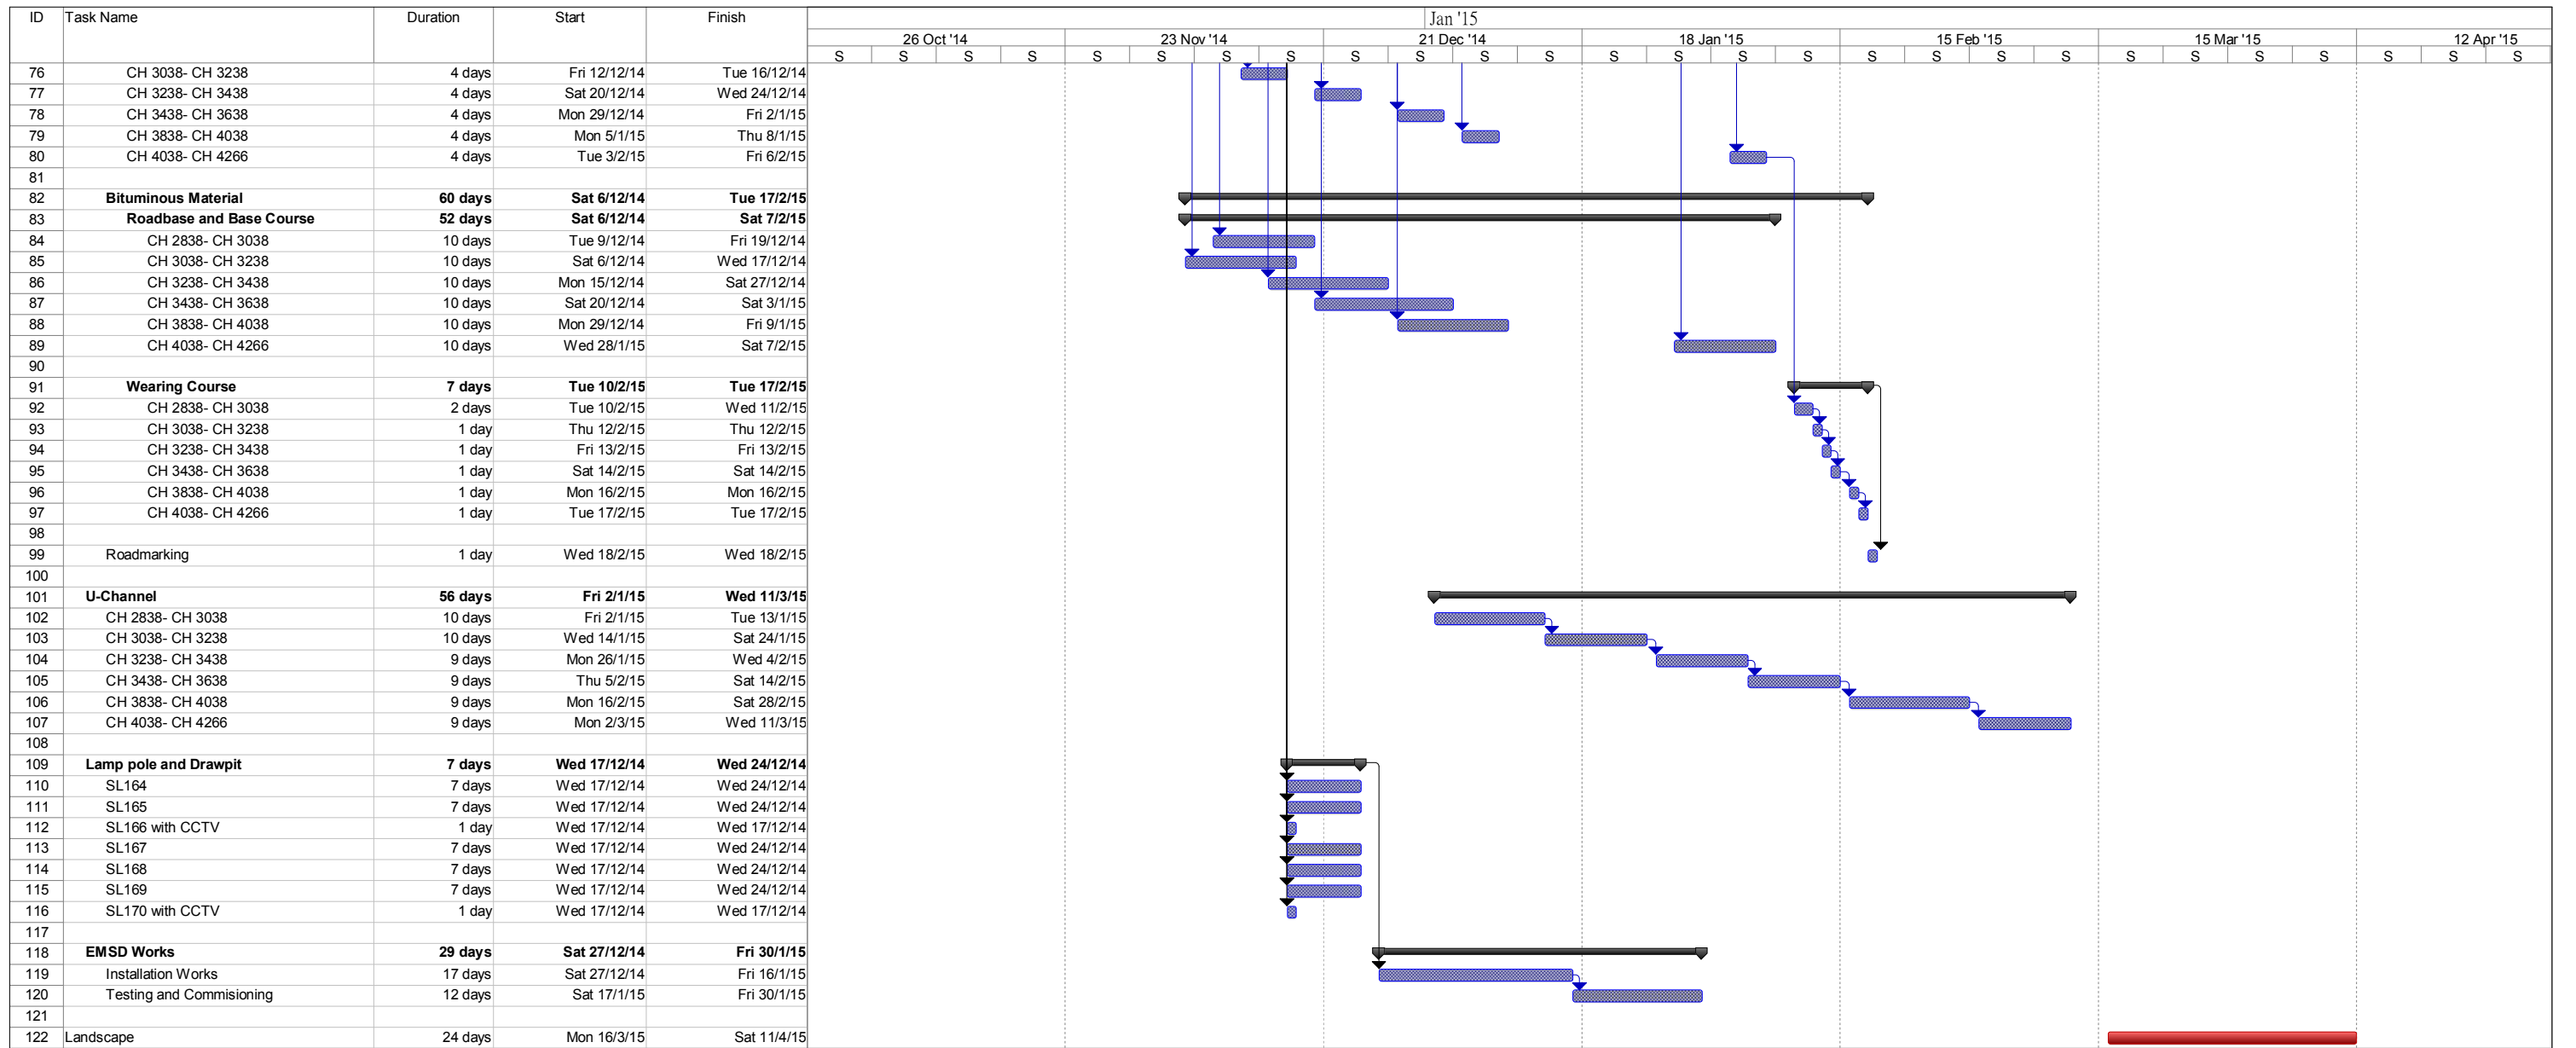 ID Task Name Duration Start Finish
Jan '15
26 Oct '14 23 Nov '14 21 Dec '14 18 Jan '15 15 Feb '15 15 Mar '15 12 Apr '15
S S S S S S S S S S S S S S S S S S S S S S S S S S S
76 CH 3038- CH 3238 4 days Fri 12/12/14 Tue 16/12/14
77 CH 3238- CH 3438 4 days Sat 20/12/14 Wed 24/12/14
78 CH 3438- CH 3638 4 days Mon 29/12/14 Fri 2/1/15
79 CH 3838- CH 4038 4 days Mon 5/1/15 Thu 8/1/15
80 CH 4038- CH 4266 4 days Tue 3/2/15 Fri 6/2/15
81
82 Bituminous Material 60 days Sat 6/12/14 Tue 17/2/15
83 Roadbase and Base Course 52 days Sat 6/12/14 Sat 7/2/15
84 CH 2838- CH 3038 10 days Tue 9/12/14 Fri 19/12/14
85 CH 3038- CH 3238 10 days Sat 6/12/14 Wed 17/12/14
86 CH 3238- CH 3438 10 days Mon 15/12/14 Sat 27/12/14
87 CH 3438- CH 3638 10 days Sat 20/12/14 Sat 3/1/15
88 CH 3838- CH 4038 10 days Mon 29/12/14 Fri 9/1/15
89 CH 4038- CH 4266 10 days Wed 28/1/15 Sat 7/2/15
90
91 Wearing Course 7 days Tue 10/2/15 Tue 17/2/15
92 CH 2838- CH 3038 2 days Tue 10/2/15 Wed 11/2/15
93 CH 3038- CH 3238 1 day Thu 12/2/15 Thu 12/2/15
94 CH 3238- CH 3438 1 day Fri 13/2/15 Fri 13/2/15
95 CH 3438- CH 3638 1 day Sat 14/2/15 Sat 14/2/15
96 CH 3838- CH 4038 1 day Mon 16/2/15 Mon 16/2/15
97 CH 4038- CH 4266 1 day Tue 17/2/15 Tue 17/2/15
98
99 Roadmarking 1 day Wed 18/2/15 Wed 18/2/15
100
101 U-Channel 56 days Fri 2/1/15 Wed 11/3/15
102 CH 2838- CH 3038 10 days Fri 2/1/15 Tue 13/1/15
103 CH 3038- CH 3238 10 days Wed 14/1/15 Sat 24/1/15
104 CH 3238- CH 3438 9 days Mon 26/1/15 Wed 4/2/15
105 CH 3438- CH 3638 9 days Thu 5/2/15 Sat 14/2/15
106 CH 3838- CH 4038 9 days Mon 16/2/15 Sat 28/2/15
107 CH 4038- CH 4266 9 days Mon 2/3/15 Wed 11/3/15
108
109 Lamp pole and Drawpit 7 days Wed 17/12/14 Wed 24/12/14
110 SL164 7 days Wed 17/12/14 Wed 24/12/14
111 SL165 7 days Wed 17/12/14 Wed 24/12/14
112 SL166 with CCTV 1 day Wed 17/12/14 Wed 17/12/14
113 SL167 7 days Wed 17/12/14 Wed 24/12/14
114 SL168 7 days Wed 17/12/14 Wed 24/12/14
115 SL169 7 days Wed 17/12/14 Wed 24/12/14
116 SL170 with CCTV 1 day Wed 17/12/14 Wed 17/12/14
117
118 EMSD Works 29 days Sat 27/12/14 Fri 30/1/15
119 Installation Works 17 days Sat 27/12/14 Fri 16/1/15
120 Testing and Commisioning 12 days Sat 17/1/15 Fri 30/1/15
121
122 Landscape 24 days Mon 16/3/15 Sat 11/4/15